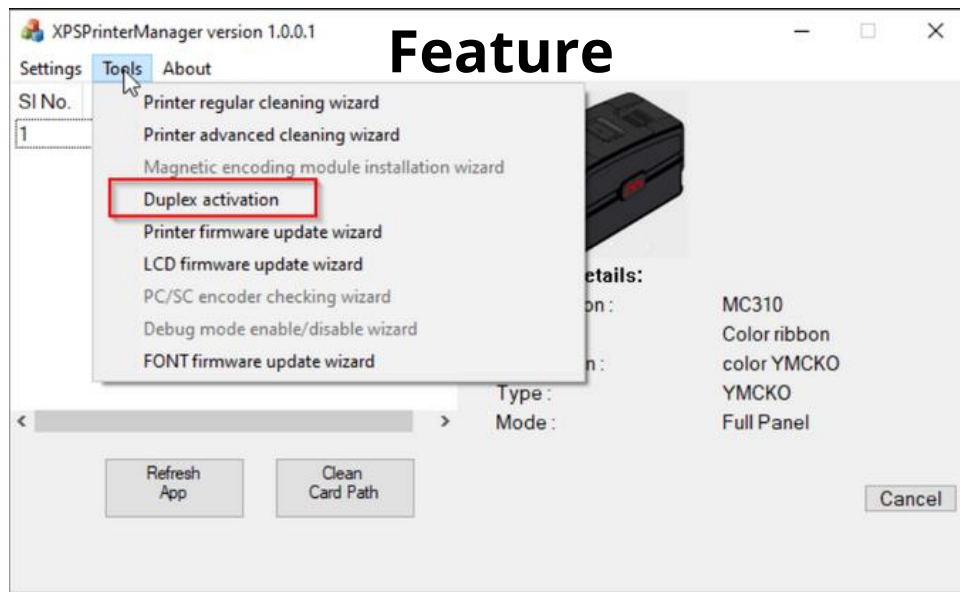 XPSPrinterManager version 1.0.0.1
Feature
Settings Tools About
SI No.
1
Printer regular cleaning wizard
Printer advanced cleaning wizard
Magnetic encoding module installation wizard
Duplex activation
Printer firmware update wizard
LCD firmware update wizard
PC/SC encoder checking wizard
Debug mode enable/disable wizard
FONT firmware update wizard
etails:
on : MC310
Color ribbon
n : color YMCKO
Type : YMCKO
Mode : Full Panel
Refresh
App
Clean
Card Path
Cancel